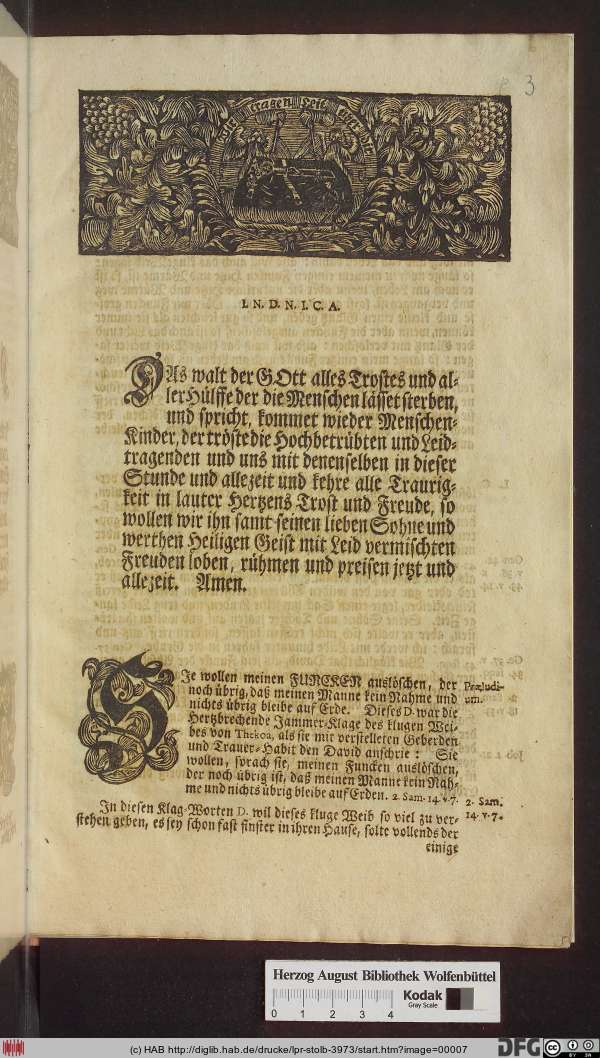 3
tragen Leid
I. N. D. N. I. C. A.
DAs walt der GOtt alles Trostes und al-
ler Hülffe der die Menschen lässet sterben,
und spricht, kommet wieder Menschen-
Kinder, der tröste die Hochbetrübten und Leid-
tragenden und uns mit denenselben in dieser
Stunde und allezeit und kehre alle Traurig-
keit in lauter Hertzens Trost und Freude, so
wollen wir ihn samt seinen lieben Sohne und
werthen Heiligen Geist mit Leid vermischten
Freuden loben, rühmen und preisen jetzt und
allezeit. Amen.
SIe wollen meinen FUNCKEN auslöschen, der
noch übrig, daß meinen Manne kein Nahme und
nichts übrig bleibe auf Erde. Dieses D. war die
Hertzbrechende Jammer-Klage des klugen Wei-
bes von Thekoa, als sie mit verstelleten Geberden
und Trauer-Habit den David anschrie: Sie
wollen, sprach sie, meinen Funcken auslöschen,
der noch übrig ist, daß meinen Manne kein Nah-
me und nichts übrig bleibe auf Erden. 2. Sam. 14. v. 7.
Præludi-
um.
2. Sam.
14. v. 7.
In diesen Klag-Worten D. wil dieses kluge Weib so viel zu ver-
stehen geben, es sey schon fast finster in ihren Hause, solte vollends der
einige
Herzog August Bibliothek Wolfenbüttel
0 1 2 3 4
Kodak
Gray Scale
(c) HAB http://diglib.hab.de/drucke/lpr-stolb-3973/start.htm?image=00007
DFG
cc
BY SA